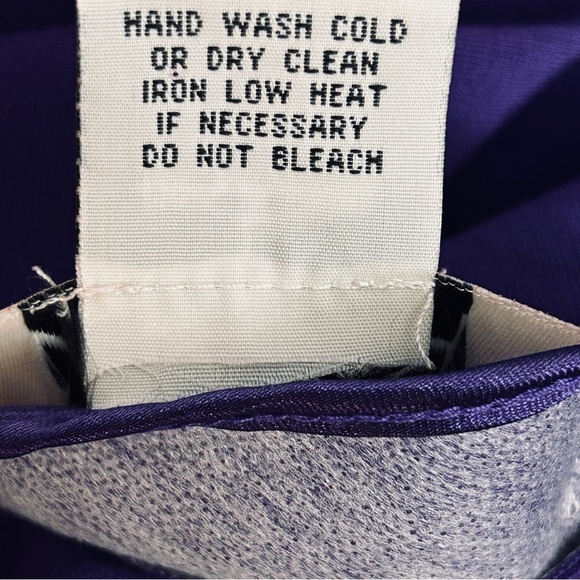 HAND WASH COLD
OR DRY CLEAN
IRON LOW HEAT
IF NECESSARY
DO NOT BLEACH